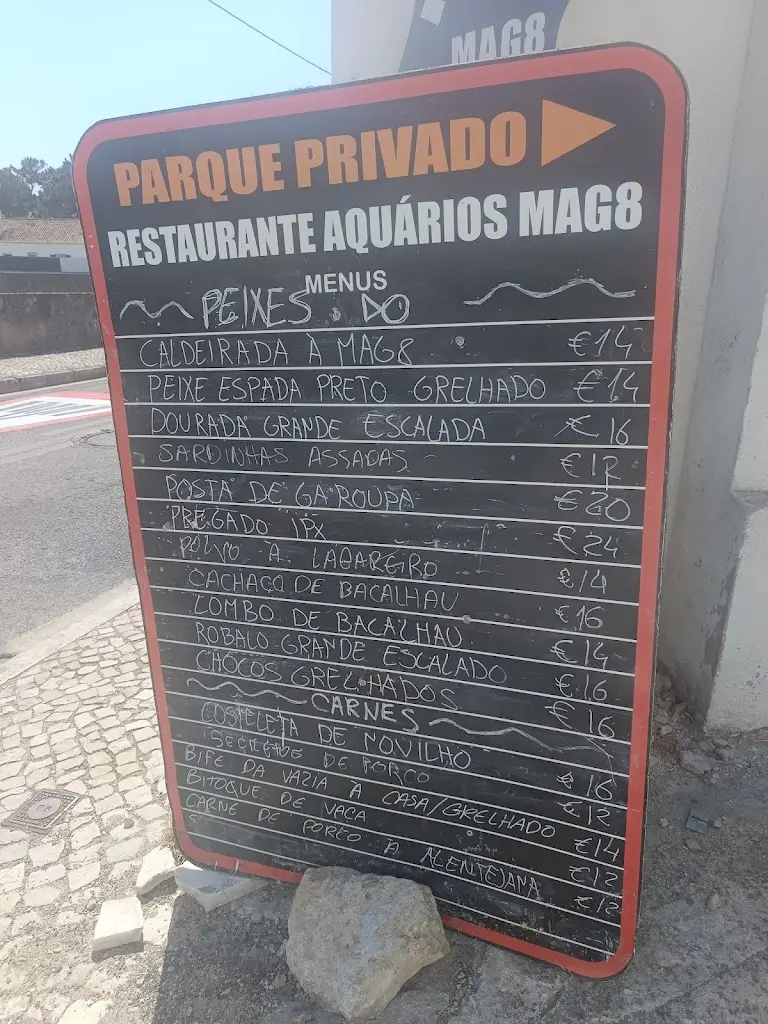 MAG8
PARQUE PRIVADO
RESTAURANTE AQUÁRIOS MAG8
MENUS
PEIXES DO
CALDEIRADA À MAG8 €14
PEIXE ESPADA PRETO GRELHADO €14
DOURADA GRANDE ESCALADA € 16
SARDINHAS ASSADAS €12
POSTA DE GAROUPA €20
PREGADO 1PX €24
POLVO À LAGAREIRO €14
CACHAÇO DE BACALHAU €16
LOMBO DE BACALHAU €14
ROBALO GRANDE ESCALADO €16
CHOCOS GRELHADOS €16
CARNES
COSTELETA DE NOVILHO €16
SECRETOS DE PORCO €12
BIFE DA VAZIA À CASA/GRELHADO €14
BITOQUE DE VACA €12
CARNE DE PORCO À ALENTEJANA €12